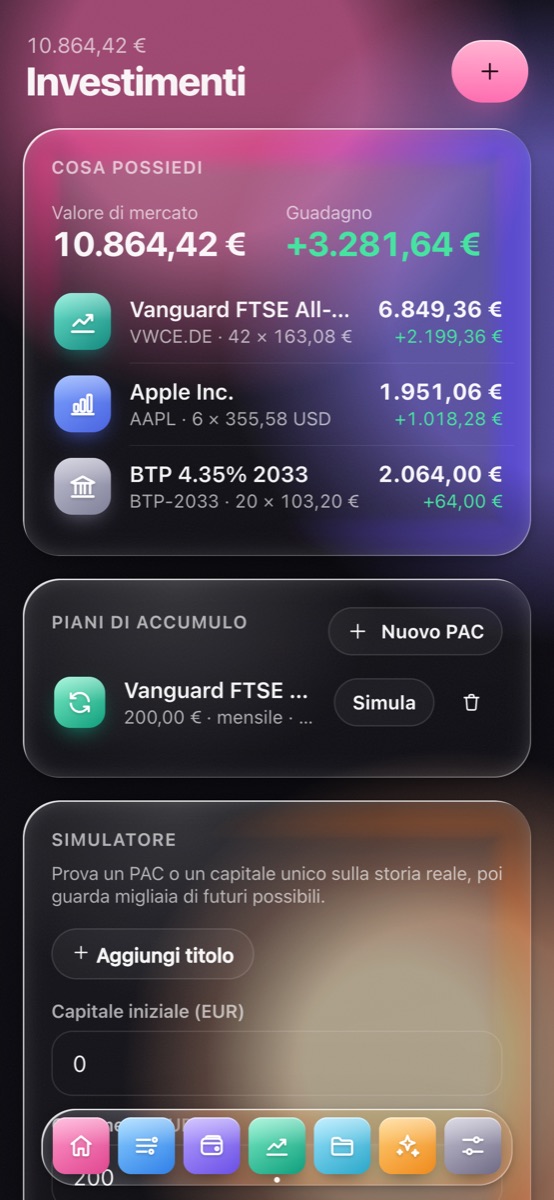 10.864,42 €
Investimenti
COSA POSSIEDI
Valore di mercato
Guadagno
10.864,42 €
+3.281,64 €
Vanguard FTSE All-...
6.849,36 €
VWCE.DE · 42 × 163,08 €
+2.199,36 €
Apple Inc.
1.951,06 €
AAPL · 6 × 355,58 USD
+1.018,28 €
BTP 4.35% 2033
2.064,00 €
BTP-2033 · 20 × 103,20 €
+64,00 €
PIANI DI ACCUMULO
+ Nuovo PAC
Vanguard FTSE ...
200,00 € · mensile · ...
Simula
SIMULATORE
Prova un PAC o un capitale unico sulla storia reale, poi
guarda migliaia di futuri possibili.
+ Aggiungi titolo
Capitale iniziale (EUR)
0
200